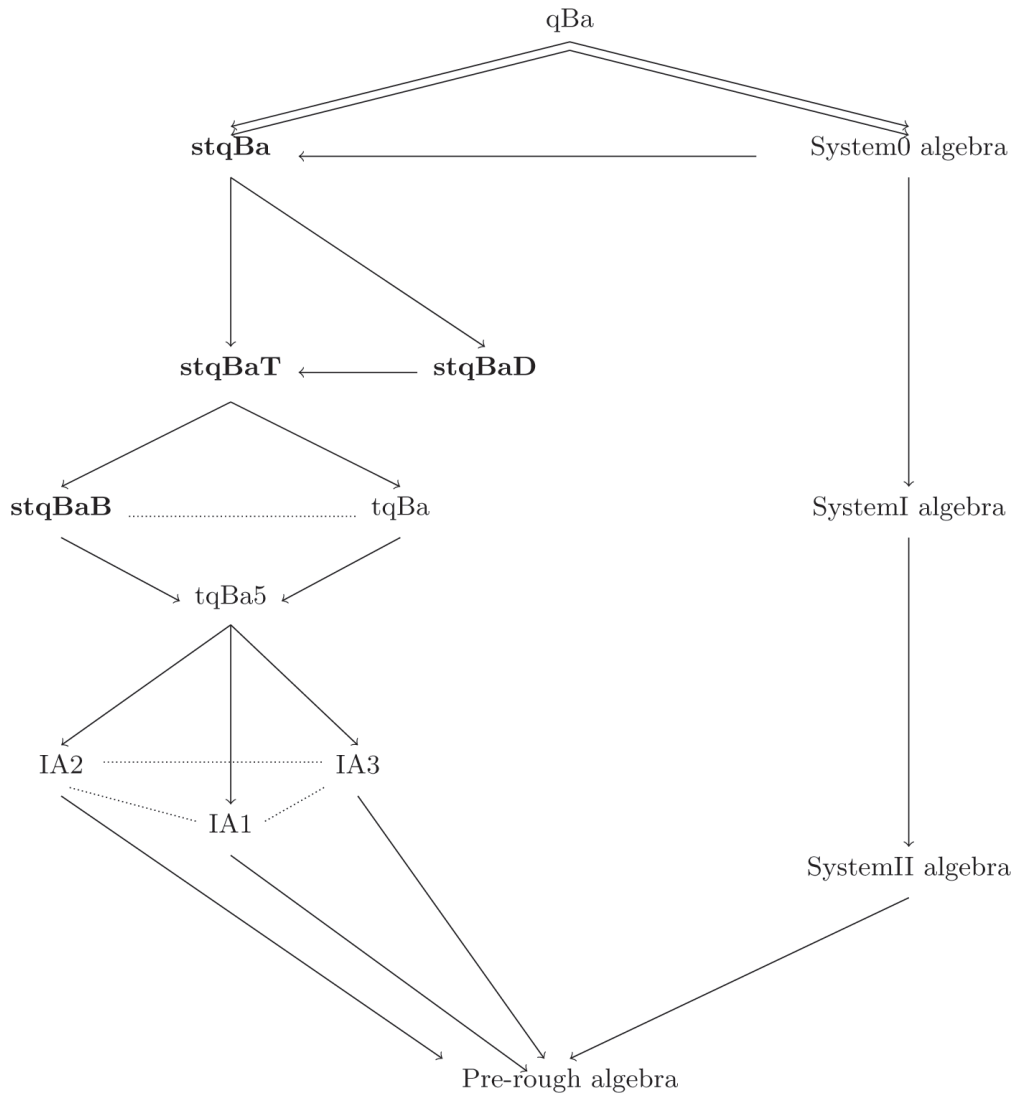 qBa
stqBa
System0 algebra
stqBaT
stqBaD
stqBaB
tqBa
SystemI algebra
tqBa5
IA2
IA3
IA1
SystemII algebra
Pre-rough algebra